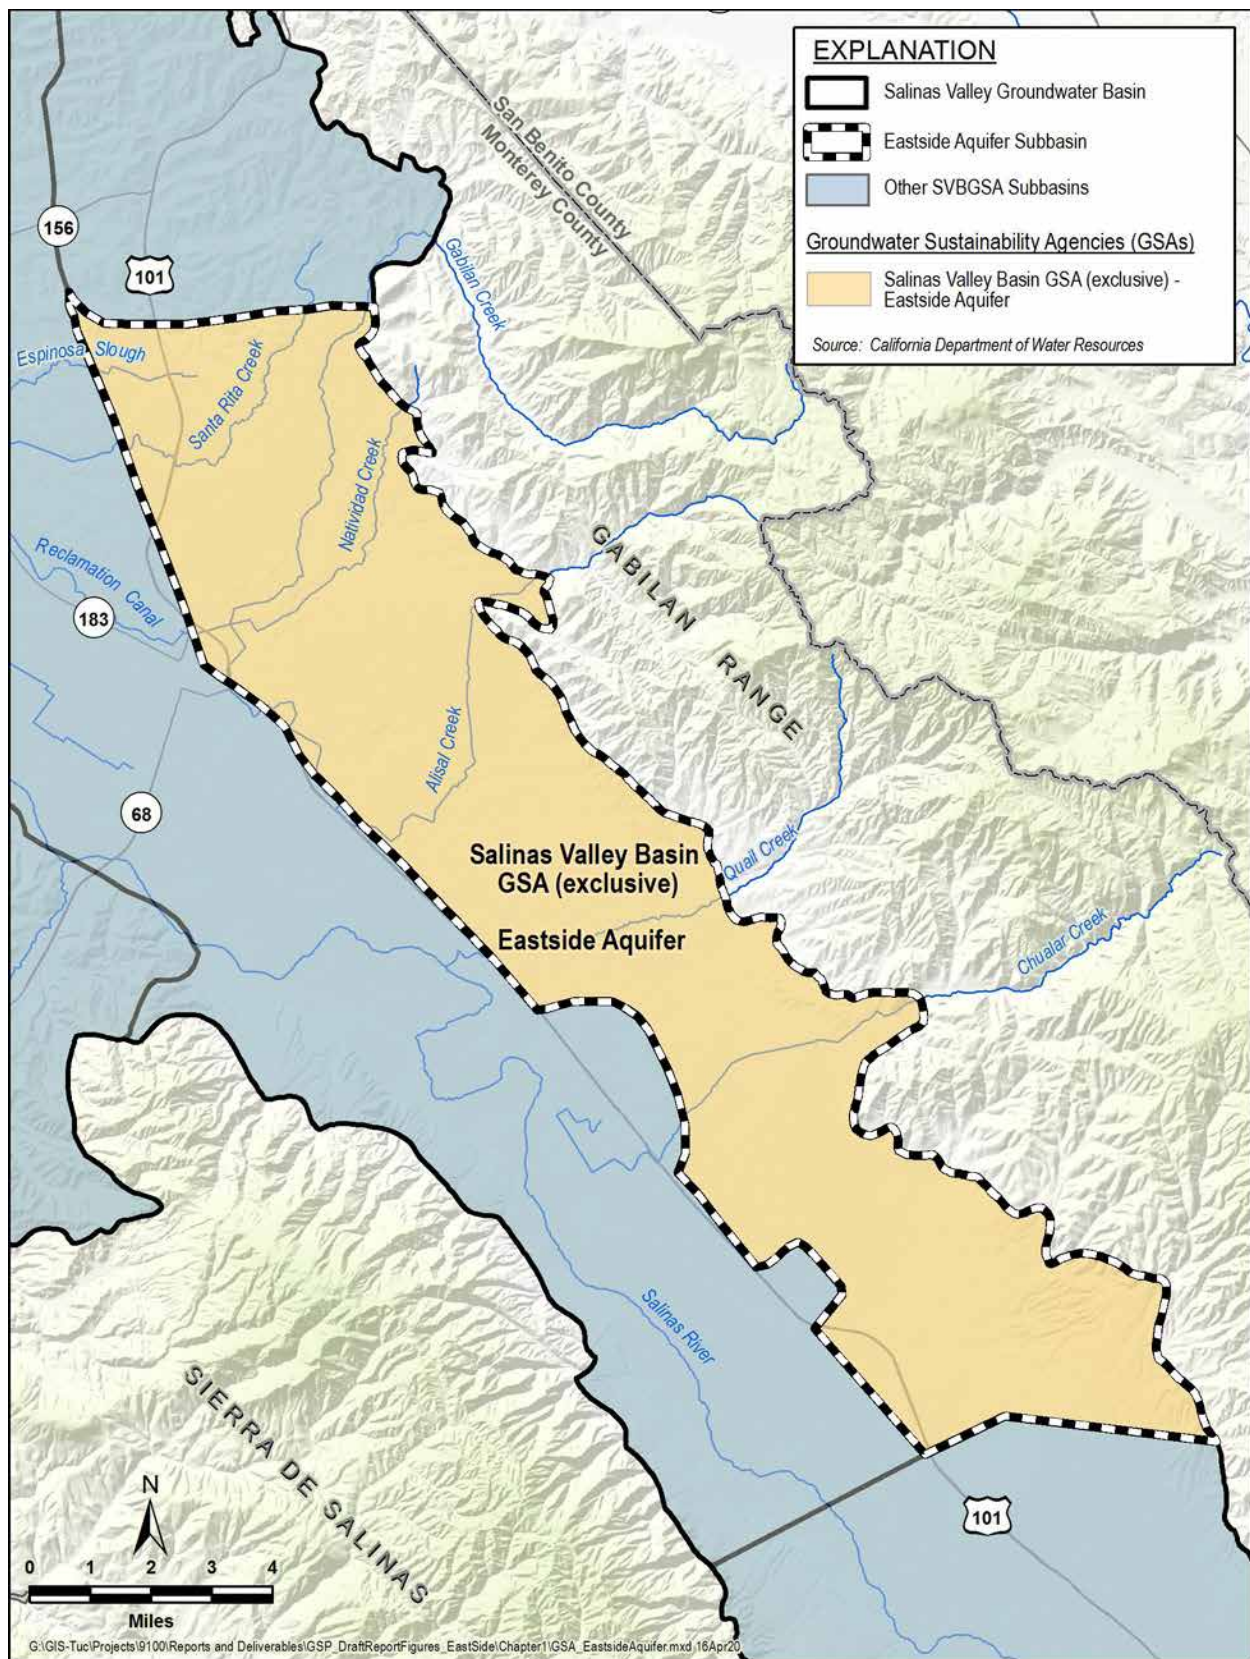 EXPLANATION
Salinas Valley Groundwater Basin
Eastside Aquifer Subbasin
Other SVBGSA Subbasins
Groundwater Sustainability Agencies (GSAs)
Salinas Valley Basin GSA (exclusive) -
Eastside Aquifer
Source: California Department of Water Resources
San Benito County
Monterey County
156
101
Gabilan Creek
Espinosa Slough
Santa Rita Creek
Natividad Creek
Reclamation Canal
183
GABILAN RANGE
Alisal Creek
68
Quail Creek
Salinas Valley Basin
GSA (exclusive)
Eastside Aquifer
Chualar Creek
Salinas River
SIERRA DE SALINAS
101
N
0 1 2 3 4
Miles
G:\GIS-Tuc\Projects\9100\Reports and Deliverables\GSP_DraftReportFigures_EastSide\Chapter1\GSA_EastsideAquifer.mxd 16Apr20